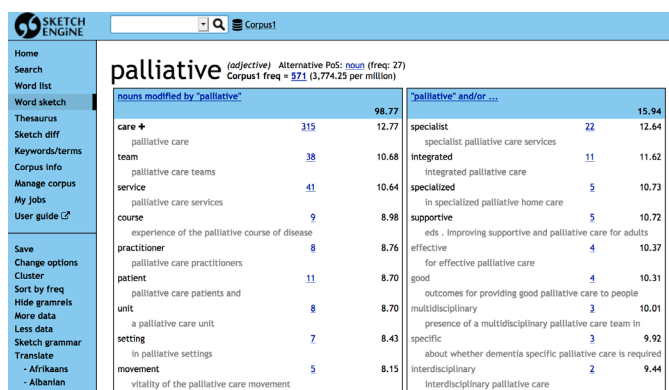 SKETCH
ENGINE
Corpus1
Home
Search
Word list
Word sketch
Thesaurus
Sketch diff
Keywords/terms
Corpus info
Manage corpus
My jobs
User guide
Save
Change options
Cluster
Sort by freq
Hide gramrels
More data
Less data
Sketch grammar
Translate
- Afrikaans
- Albanian
palliative (adjective) Alternative PoS: noun (freq: 27)
Corpus1 freq = 571 (3,774.25 per million)
nouns modified by "palliative"
98.77
care + 315 12.77
palliative care
team 38 10.68
palliative care teams
service 41 10.64
palliative care services
course 9 8.98
experience of the palliative course of disease
practitioner 8 8.76
palliative care practitioners
patient 11 8.70
palliative care patients and
unit 8 8.70
a palliative care unit
setting 7 8.43
in palliative settings
movement 5 8.15
vitality of the palliative care movement
"palliative" and/or ...
15.94
specialist 22 12.64
specialist palliative care services
integrated 11 11.62
integrated palliative care
specialized 5 10.73
in specialized palliative home care
supportive 5 10.72
eds . Improving supportive and palliative care for adults
effective 4 10.37
for effective palliative care
good 4 10.31
outcomes for providing good palliative care to people
multidisciplinary 3 10.01
presence of a multidisciplinary palliative care team in
specific 3 9.92
about whether dementia specific palliative care is required
interdisciplinary 2 9.44
interdisciplinary palliative care